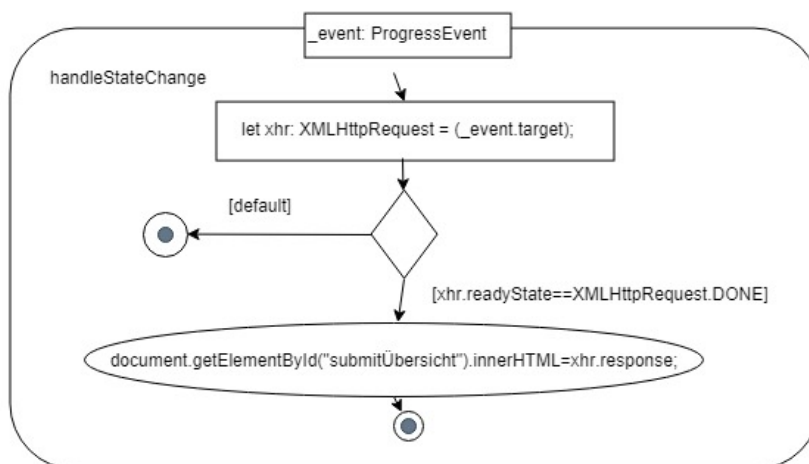 _event: ProgressEvent
handleStateChange
let xhr: XMLHttpRequest = (_event.target);
[default]
[xhr.readyState==XMLHttpRequest.DONE]
document.getElementById("submitÜbersicht").innerHTML=xhr.response;